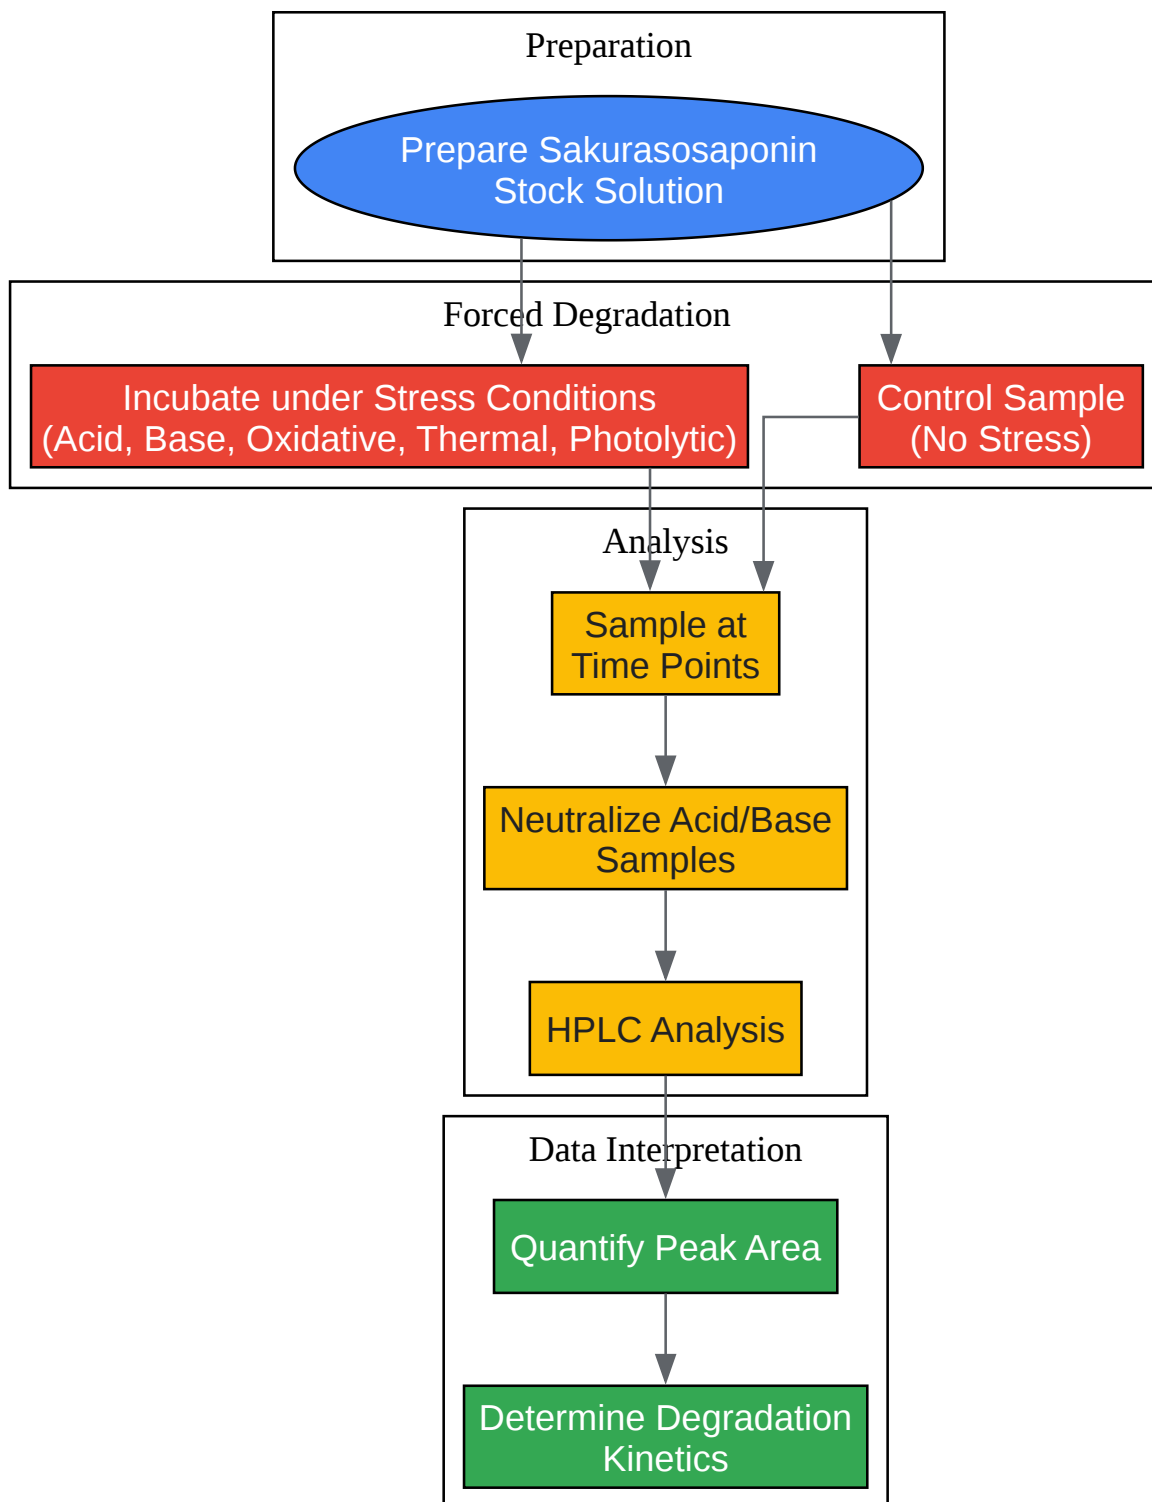 Preparation
Prepare Sakurasosaponin
Stock Solution
Forced Degradation
Incubate under Stress Conditions
(Acid, Base, Oxidative, Thermal, Photolytic)
Control Sample
(No Stress)
Analysis
Sample at
Time Points
Neutralize Acid/Base
Samples
HPLC Analysis
Data Interpretation
Quantify Peak Area
Determine Degradation
Kinetics